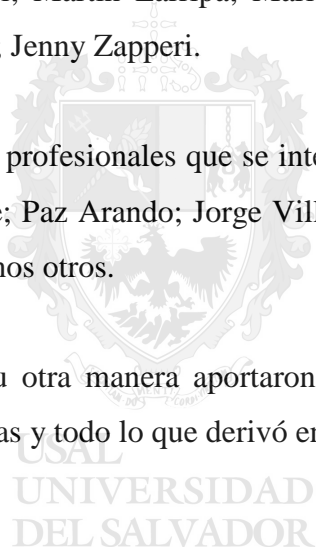 Jenny Zapperi.
profesionales que se inte
; Paz Arando; Jorge Vill
nos otros.
u otra manera aportaron
as y todo lo que derivó en
USAL
UNIVERSIDAD
DEL SALVADOR